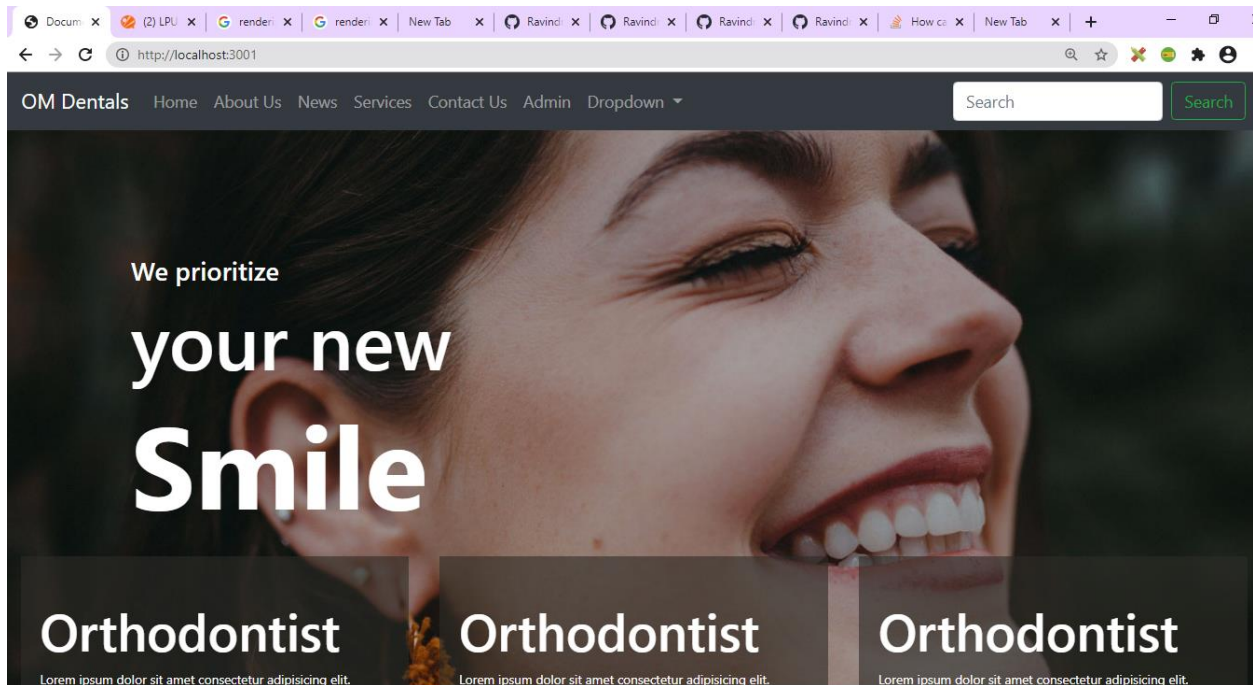 Docum (2) LPU renderi renderi New Tab Ravind Ravind Ravind Ravind How ca New Tab
http://localhost:3001
OM Dentals Home About Us News Services Contact Us Admin Dropdown Search Search
We prioritize
your new
Smile
Orthodontist Orthodontist Orthodontist
Lorem ipsum dolor sit amet consectetur adipisicing elit. Lorem ipsum dolor sit amet consectetur adipisicing elit. Lorem ipsum dolor sit amet consectetur adipisicing elit.